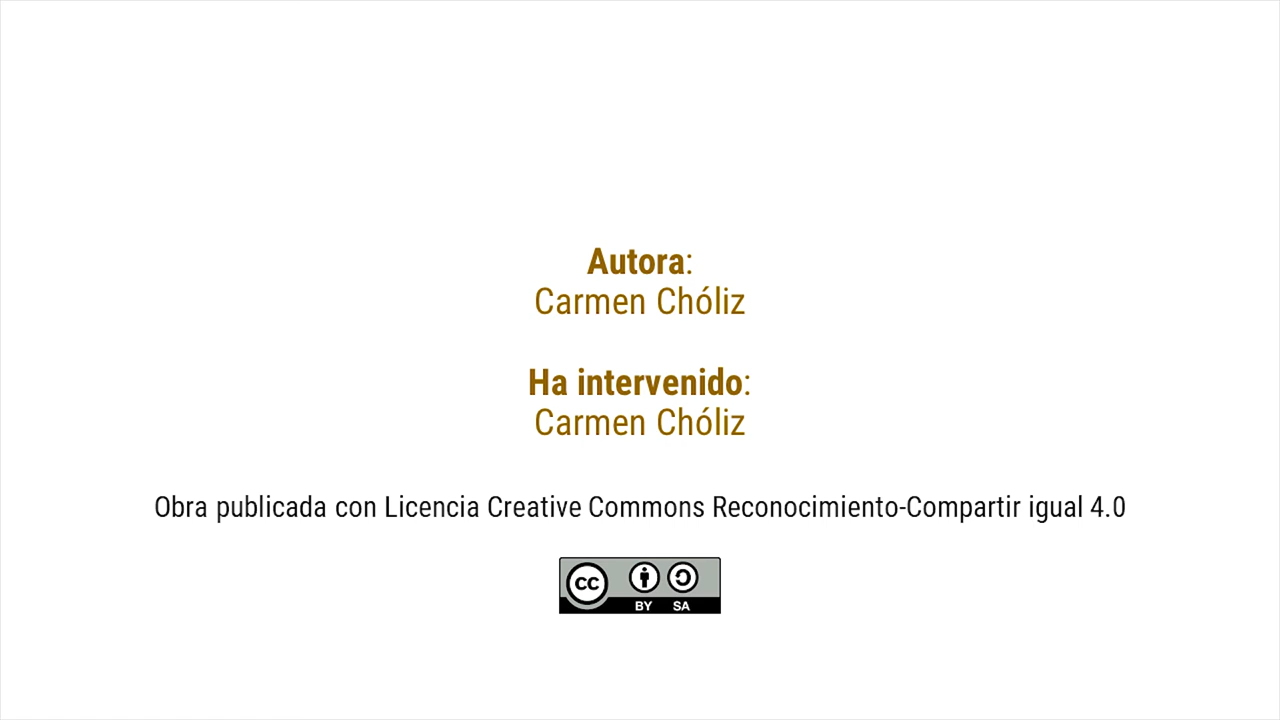 Autora:
Carmen Chóliz
Ha intervenido:
Carmen Chóliz
Obra publicada con Licencia Creative Commons Reconocimiento-Compartir igual 4.0
cc
BY SA